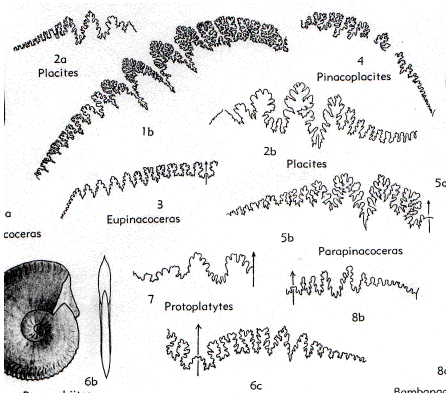 2a
Placites
4
Pinacoplacites
1b
2b
Placites
3
Eupinacoceras
a
coceras
5b
Parapinacoceras
7
Protoplatytes
8b
6b
6c